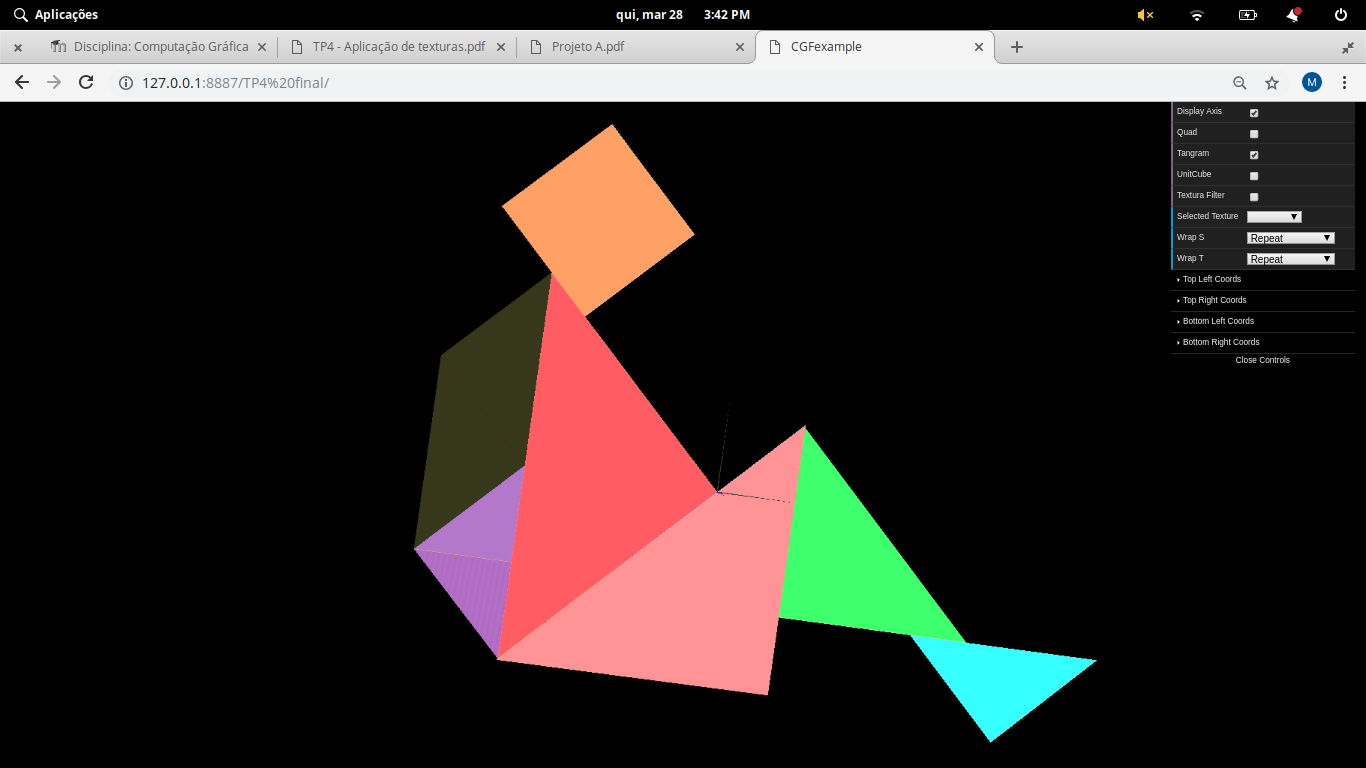 Aplicações qui, mar 28 3:42 PM
Disciplina: Computação Gráfica TP4 - Aplicação de texturas.pdf Projeto A.pdf CGFexample
127.0.0.1:8887/TP4%20final/ M
Display Axis
Quad
Tangram
UnitCube
Textura Filter
Selected Texture
Wrap S Repeat
Wrap T Repeat
Top Left Coords
Top Right Coords
Bottom Left Coords
Bottom Right Coords
Close Controls